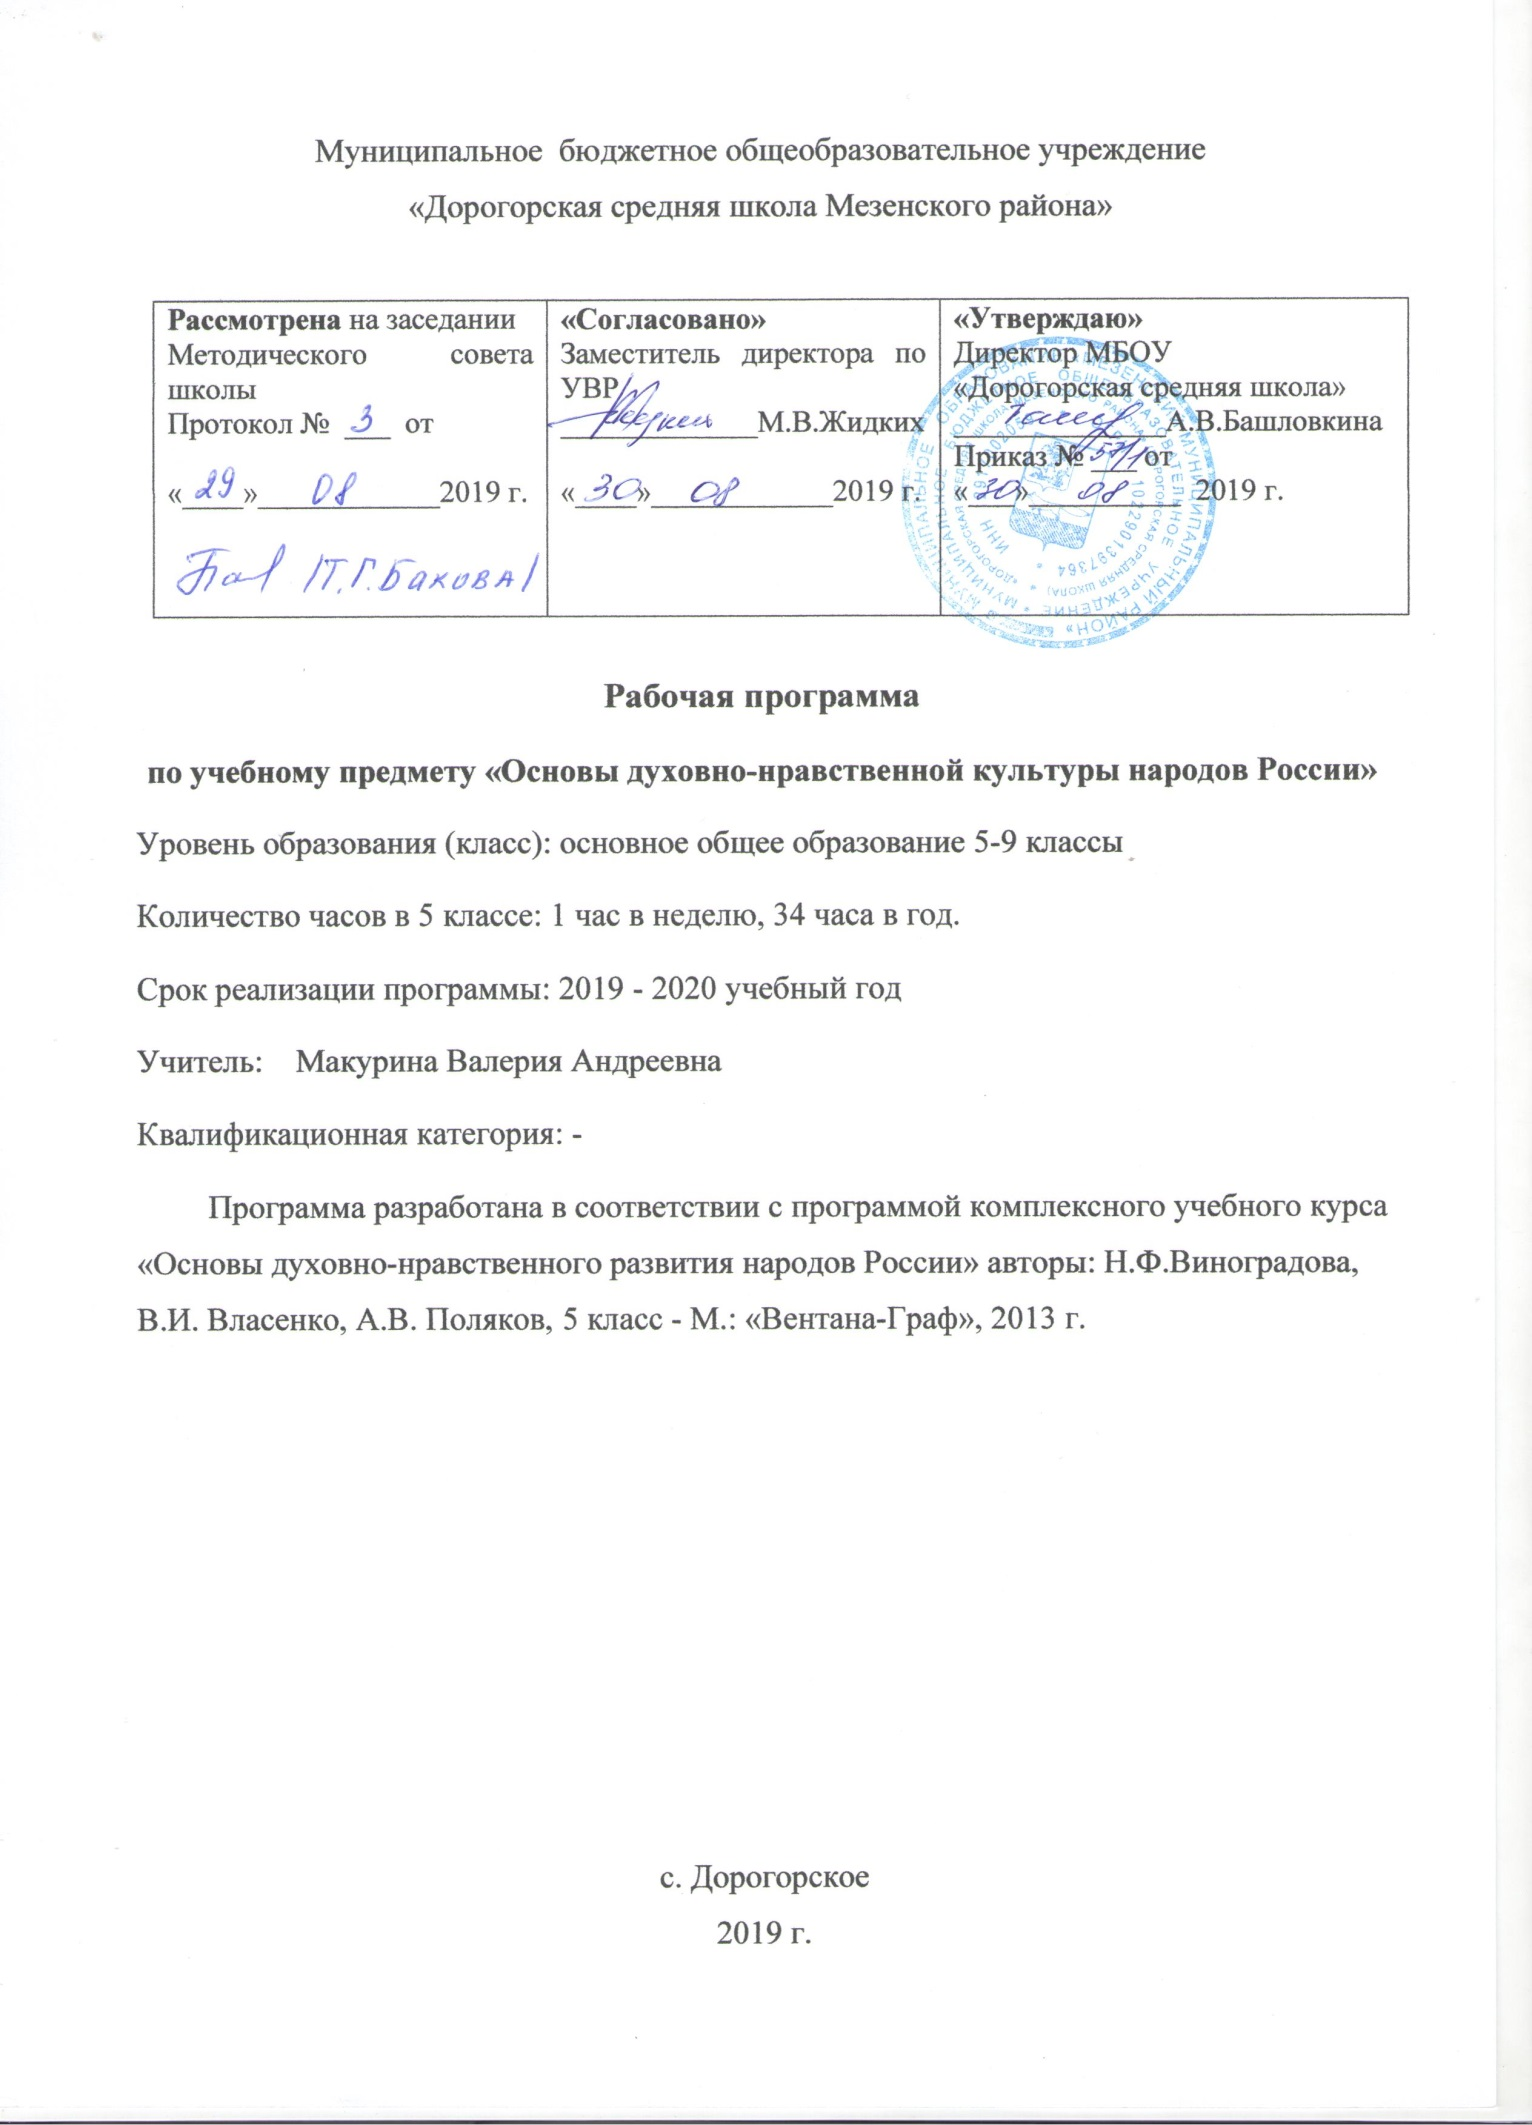 Муниципальное бюджетное общеобразовательное учреждение
«Дорогорская средняя школа Мезенского района»
Рассмотрена на заседании
Методического совета
школы
Протокол № 3 от
«29» 08 2019 г.
/Т.Г.Бакова/
«Согласовано»
Заместитель директора по
УВР
М.В.Жидких
«30» 08 2019 г.
«Утверждаю»
Директор МБОУ
«Дорогорская средняя школа»
А.В.Башловкина
Приказ № 57/1 от
«30» 08 2019 г.
1022901397364
Рабочая программа
по учебному предмету «Основы духовно-нравственной культуры народов России»
Уровень образования (класс): основное общее образование 5-9 классы
Количество часов в 5 классе: 1 час в неделю, 34 часа в год.
Срок реализации программы: 2019 - 2020 учебный год
Учитель: Макурина Валерия Андреевна
Квалификационная категория: -
Программа разработана в соответствии с программой комплексного учебного курса
«Основы духовно-нравственного развития народов России» авторы: Н.Ф.Виноградова,
В.И. Власенко, А.В. Поляков, 5 класс - М.: «Вентана-Граф», 2013 г.
с. Дорогорское
2019 г.